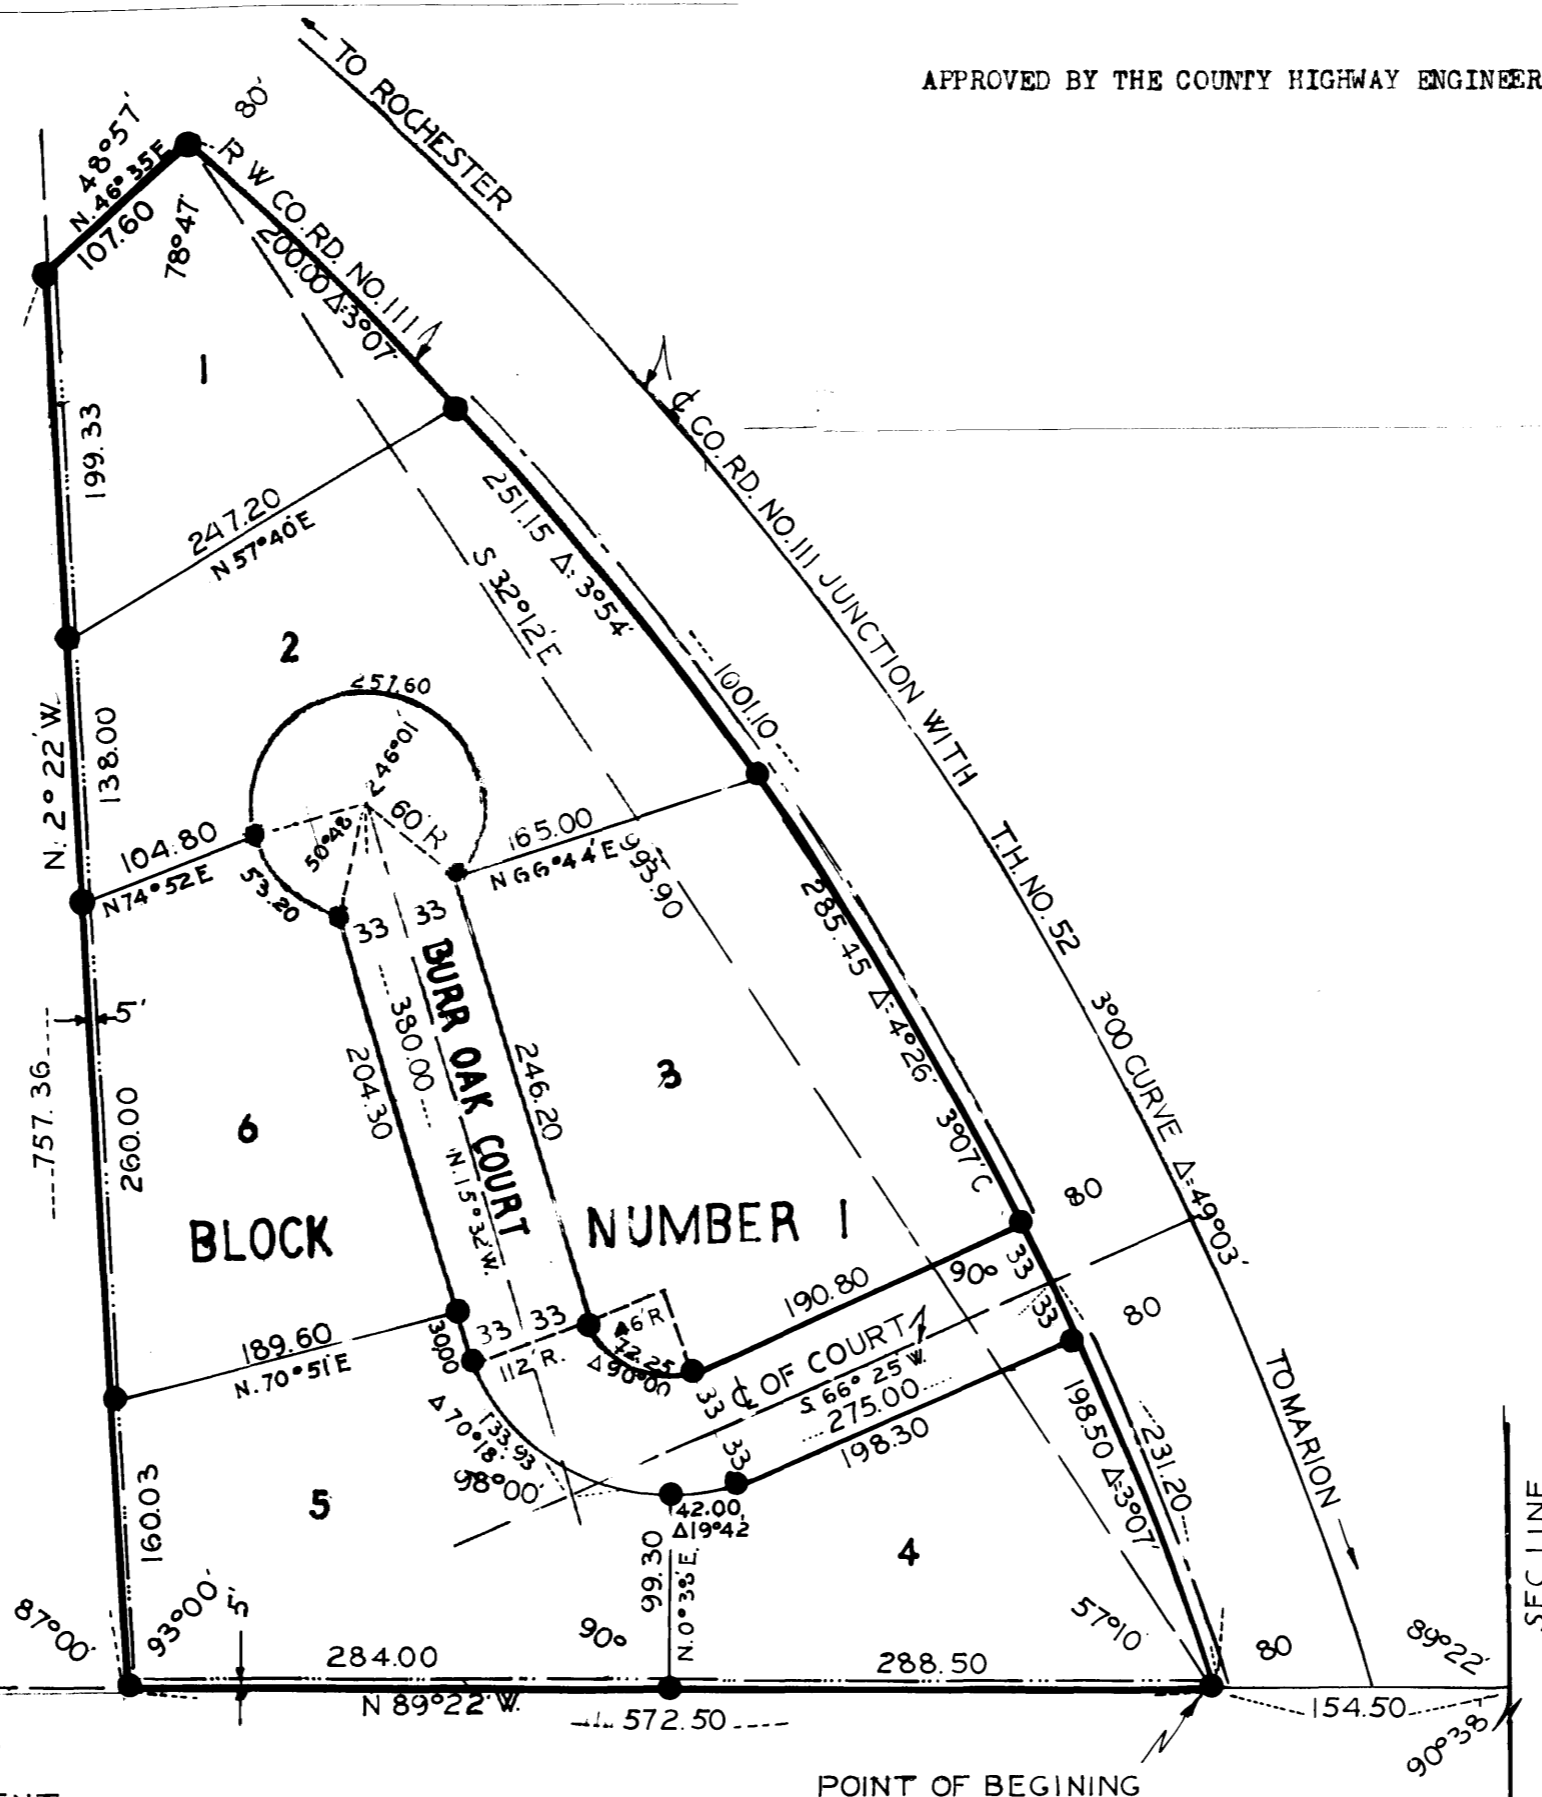 APPROVED BY THE COUNTY HIGHWAY ENGINEER
TO ROCHESTER
80'
48°57'
N. 46°35'E
107.60
78°47'
R W CO. RD. NO. 111
200.00 Δ:3°07'
1
199.33
247.20
N 57°40'E
251.15 Δ: 3°54'
S 32°12'E
℄ CO. RD. NO. 111 JUNCTION WITH T.H. NO. 52
3°00 CURVE Δ=49°03'
2
257.60
246°01'
60'R
50°48
1001.10
N. 2° 22' W.
138.00
104.80
N 74°52'E
53.20
165.00
N 66°44'E
993.90
33
33
285.45 Δ: 4°26'
3°07' C
5'
757.36
260.00
204.30
380.00
BURR OAK COURT
N. 15°32'W.
246.20
3
6
BLOCK
NUMBER 1
80
33
90°
33
80
190.80
189.60
N. 70°51'E
30.00
33
33
46'R
72.25
Δ 90°00
112' R.
33
℄ OF COURT
S 66° 25' W.
275.00
198.30
33
Δ 70°18'
133.93
98°00'
198.50 Δ:3°07'
231.20
TO MARION
42.00
Δ19°42
5
4
160.03
99.30
N. 0°38'E.
87°00'
93°00'
5'
90°
57°10'
80
89°22'
SEC LINE
284.00
288.50
N 89°22' W.
572.50
154.50
90°38'
POINT OF BEGINING